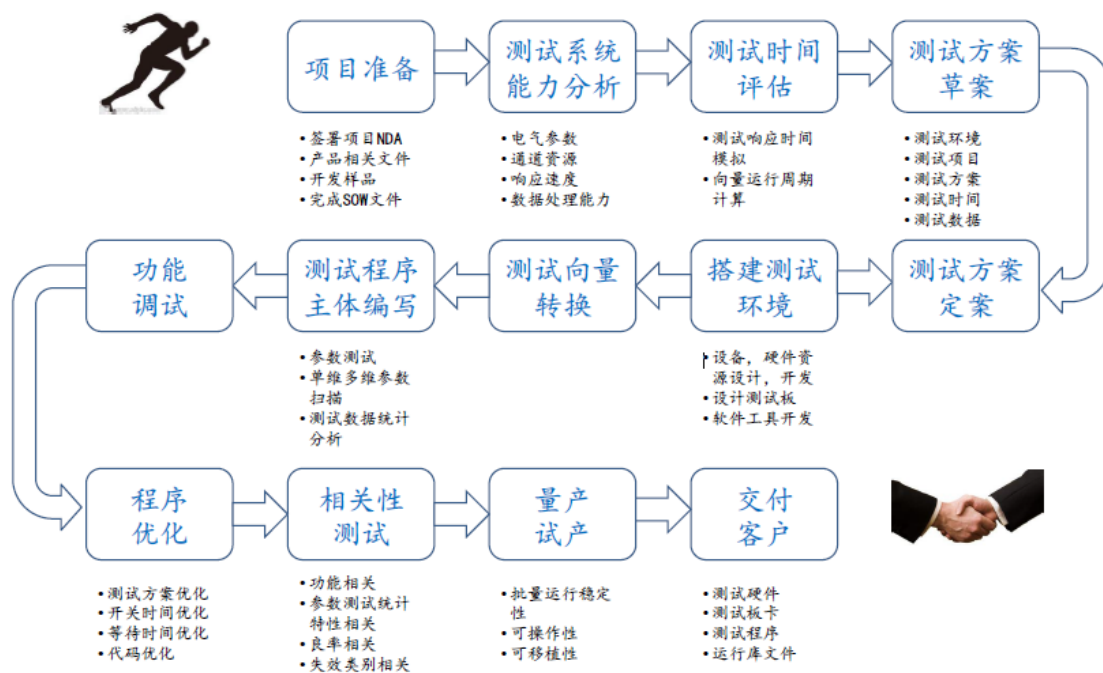 项目准备
测试系统
能力分析
测试时间
评估
测试方案
草案
•签署项目NDA
•产品相关文件
•开发样品
•完成SOW文件
•电气参数
•通道资源
•响应速度
•数据处理能力
•测试响应时间
模拟
•向量运行周期
计算
•测试环境
•测试项目
•测试方案
•测试时间
•测试数据
功能
调试
测试程序
主体编写
测试向量
转换
搭建测试
环境
测试方案
定案
•参数测试
•单维多维参数
扫描
•测试数据统计
分析
•设备，硬件资
源设计，开发
•设计测试板
•软件工具开发
程序
优化
相关性
测试
量产
试产
交付
客户
•测试方案优化
•开关时间优化
•等待时间优化
•代码优化
•功能相关
•参数测试统计
特性相关
•良率相关
•失效类别相关
•批量运行稳定
性
•可操作性
•可移植性
•测试硬件
•测试板卡
•测试程序
•运行库文件